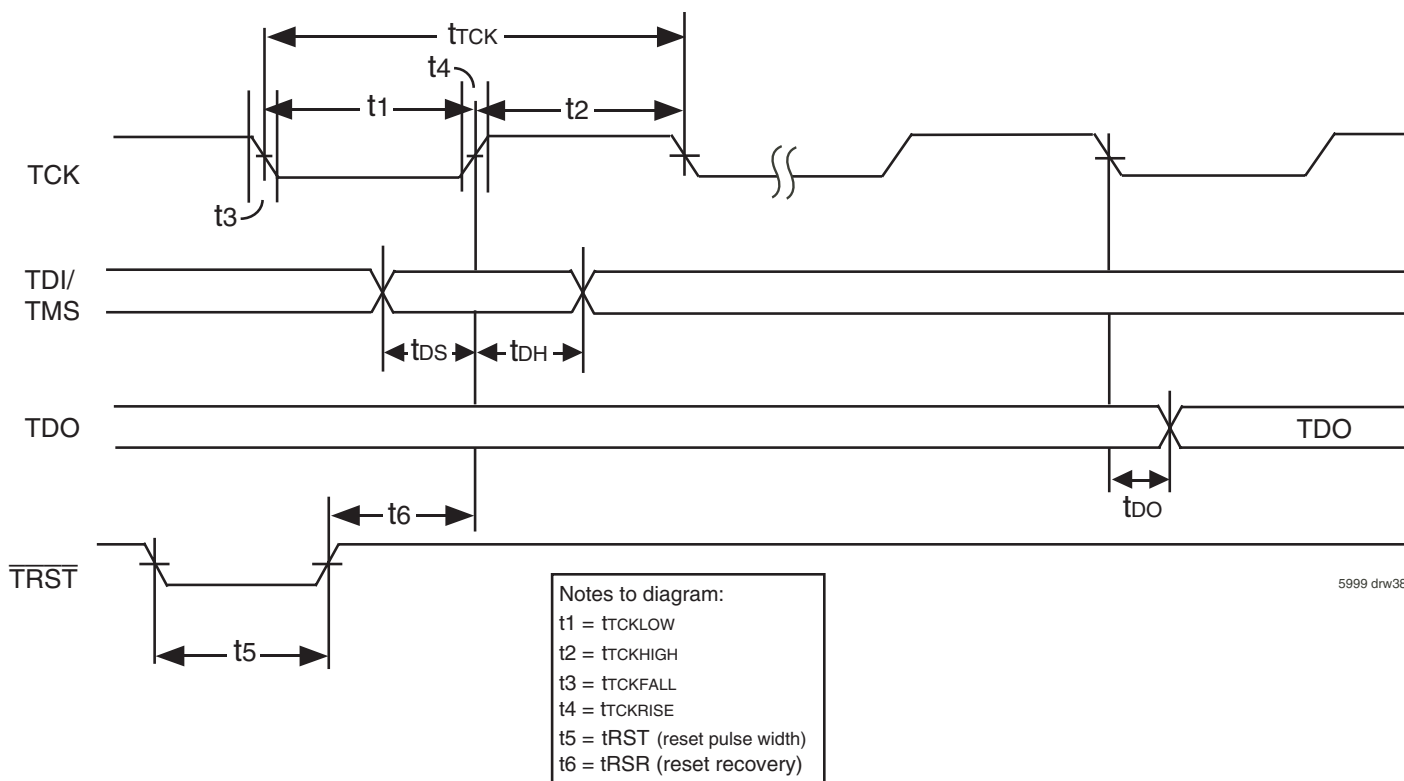 tTCK
t4
t1
t2
TCK
t3
TDI/
TMS
tDS
tDH
TDO
TDO
tDO
t6
TRST
5999 drw38
t5
Notes to diagram:
t1 = tTCKLOW
t2 = tTCKHIGH
t3 = tTCKFALL
t4 = tTCKRISE
t5 = tRST (reset pulse width)
t6 = tRSR (reset recovery)